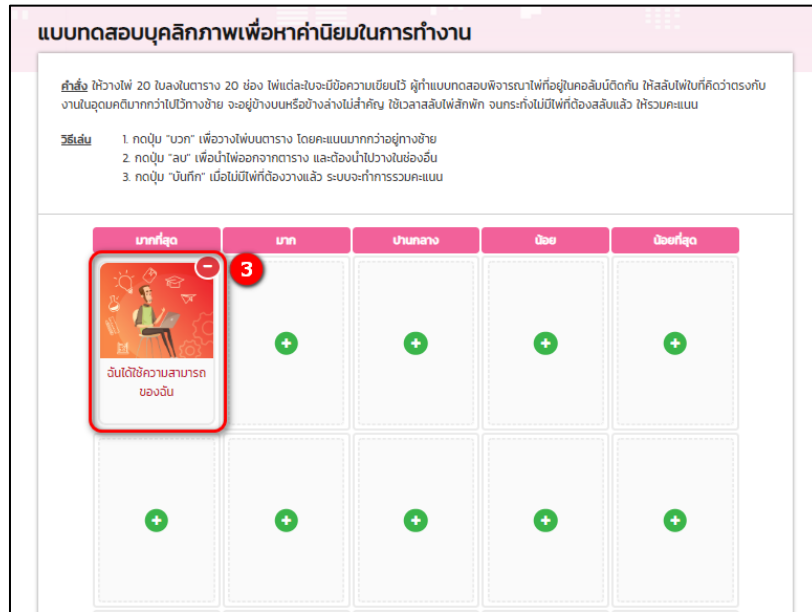 แบบทดสอบบุคลิกภาพเพื่อหาค่านิยมในการทำงาน
คำสั่ง ให้วางไพ่ 20 ใบลงในตาราง 20 ช่อง ไพ่แต่ละใบจะมีข้อความเขียนไว้ ผู้ทำแบบทดสอบพิจารณาไพ่ที่อยู่ในคอลัมน์ติดกัน ให้สลับไพ่ใบที่คิดว่าตรงกับ
งานในอุดมคติมากกว่าไปไว้ทางซ้าย จะอยู่ข้างบนหรือข้างล่างไม่สำคัญ ใช้เวลาสลับไพ่สักพัก จนกระทั่งไม่มีไพ่ที่ต้องสลับแล้ว ให้รวมคะแนน
วิธีเล่น 1. กดปุ่ม "บวก" เพื่อวางไพ่บนตาราง โดยคะแนนมากกว่าอยู่ทางซ้าย
2. กดปุ่ม "ลบ" เพื่อนำไพ่ออกจากตาราง และต้องนำไปวางในช่องอื่น
3. กดปุ่ม "บันทึก" เมื่อไม่มีไพ่ที่ต้องวางแล้ว ระบบจะทำการรวมคะแนน
มากที่สุด มาก ปานกลาง น้อย น้อยที่สุด
3
ฉันได้ใช้ความสามารถ
ของฉัน